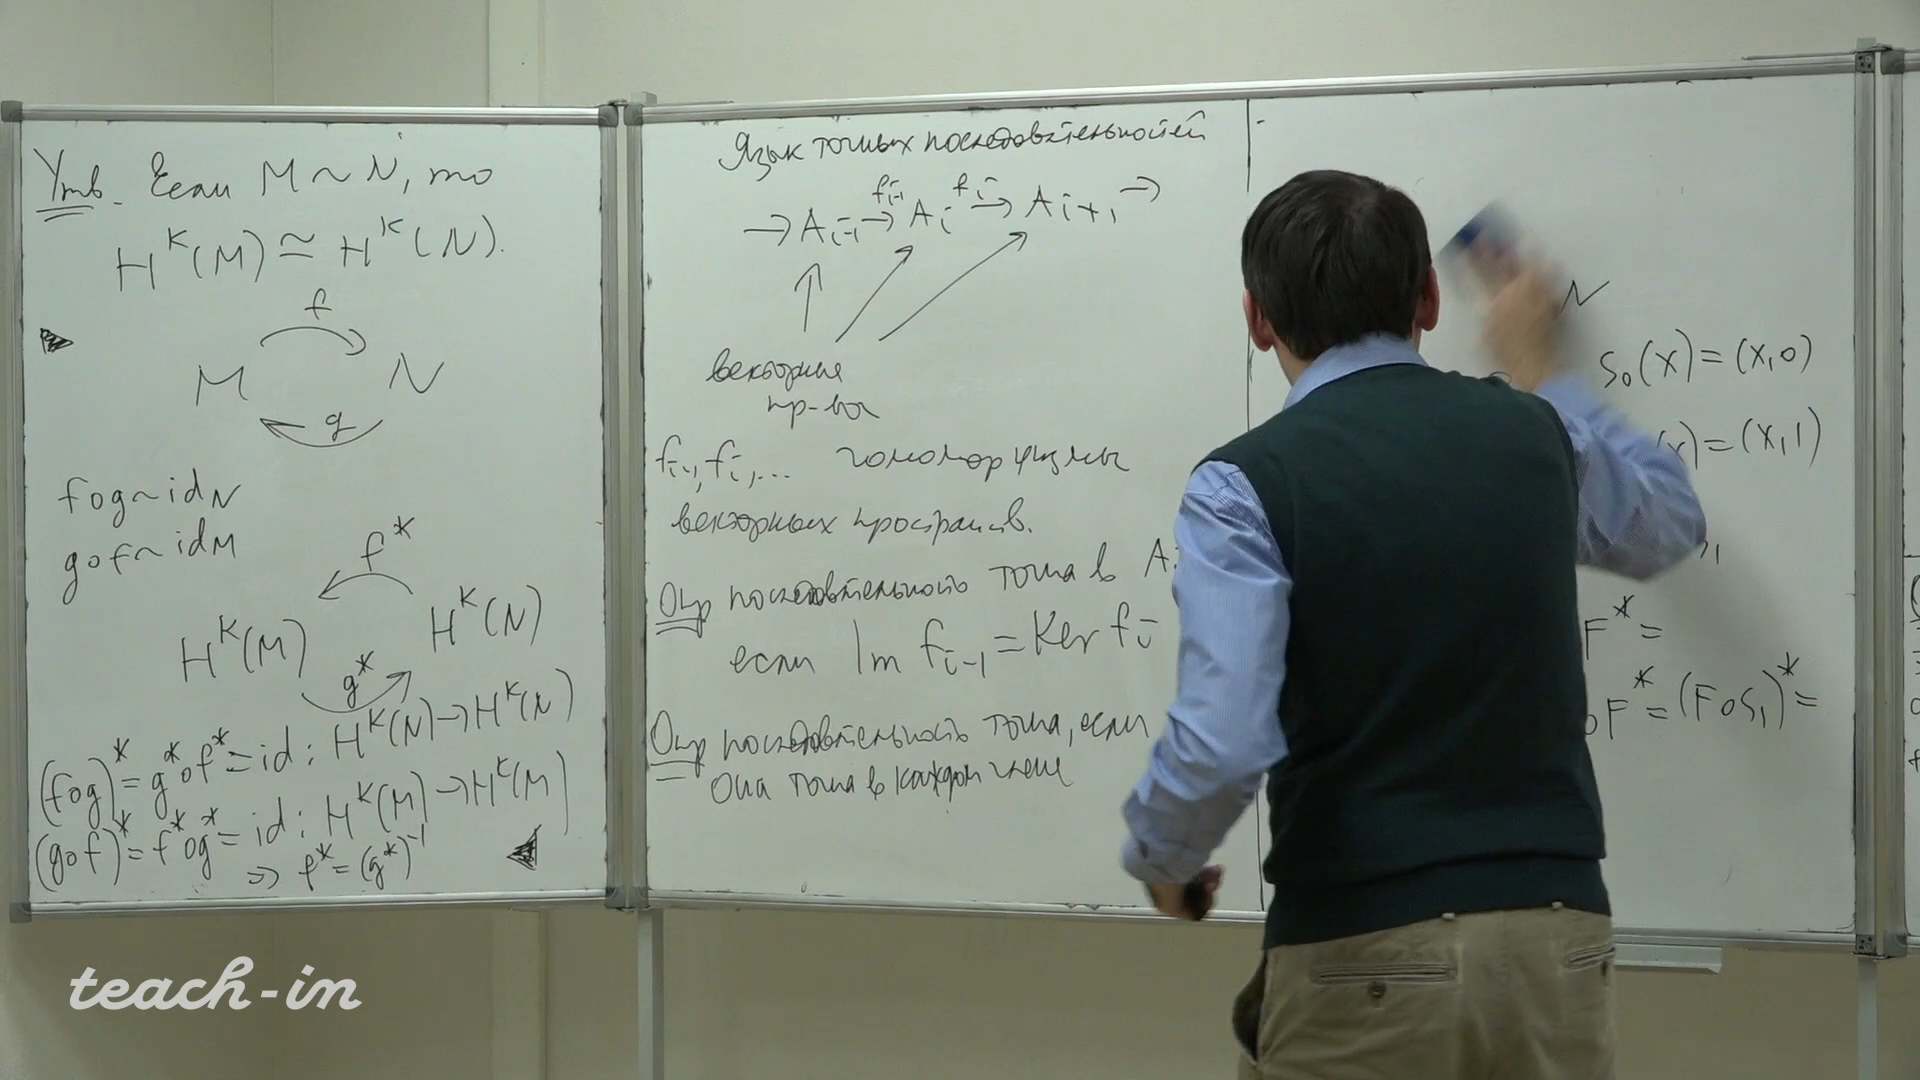 Утв. Если M ~ N, то
H^k(M) ≃ H^k(N).
f
M N
g
f∘g ~ id_N
g∘f ~ id_M
f*
H^k(M) H^k(N)
g*
(f∘g)* = g*∘f* = id : H^k(N) → H^k(N)
(g∘f)* = f*∘g* = id : H^k(M) → H^k(M)
⇒ f* = (g*)^{-1}
Язык точных последовательностей
→ A_{i-1} →^{f_{i-1}} A_i →^{f_i} A_{i+1} →
векторные
пр-ва
f_{i-1}, f_i, ... гомоморфизмы
векторных пространств.
Опр последовательность точна в A_i
если Im f_{i-1} = Ker f_i
Опр последовательность точна, если
она точна в каждом члене
N
S_0(x) = (x,0)
(x) = (x,1)
F* =
∘F* = (F∘S_1)* =
teach-in